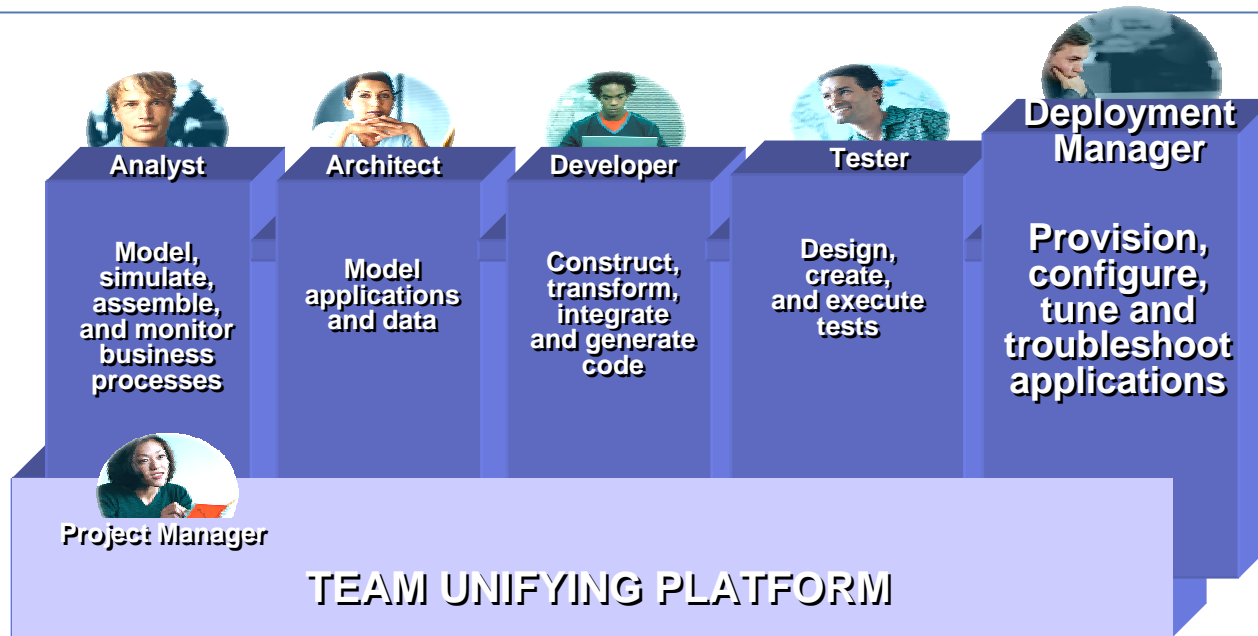 Analyst
Model,
simulate,
assemble,
and monitor
business
processes
Architect
Model
applications
and data
Developer
Construct,
transform,
integrate
and generate
code
Tester
Design,
create,
and execute
tests
Deployment
Manager
Provision,
configure,
tune and
troubleshoot
applications
Project Manager
TEAM UNIFYING PLATFORM